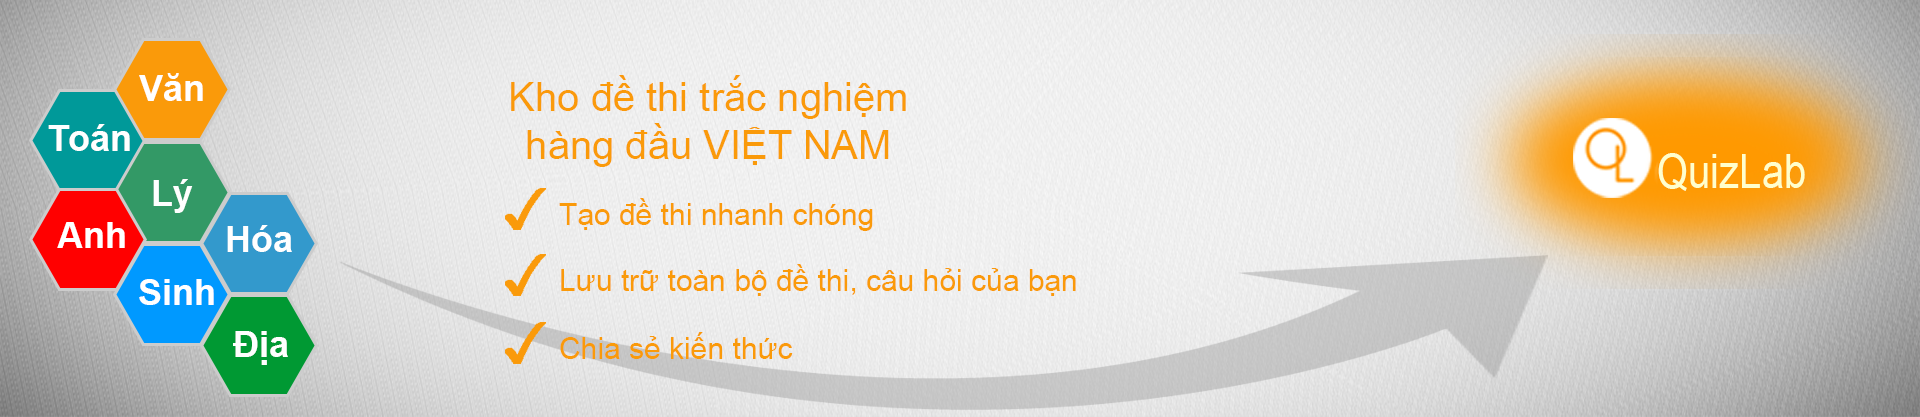 Văn
Toán
Lý
Anh
Hóa
Sinh
Địa
Kho đề thi trắc nghiệm
hàng đầu VIỆT NAM
Tạo đề thi nhanh chóng
Lưu trữ toàn bộ đề thi, câu hỏi của bạn
Chia sẻ kiến thức
QL QuizLab